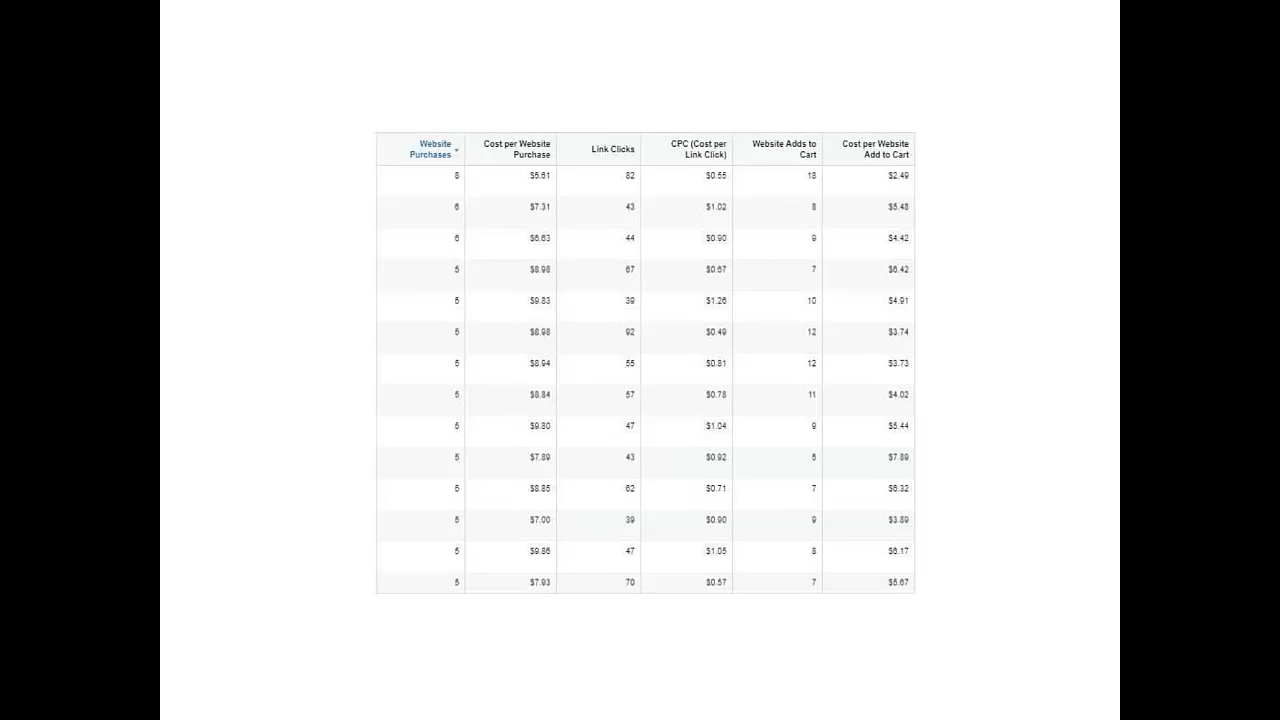 Website Purchases Cost per Website Purchase Link Clicks CPC (Cost per Link Click) Website Adds to Cart Cost per Website Add to Cart
8 $5.61 82 $0.55 18 $2.49
6 $7.31 43 $1.02 8 $5.48
6 $6.63 44 $0.90 9 $4.42
5 $8.98 67 $0.67 7 $6.42
5 $9.83 39 $1.26 10 $4.91
5 $8.98 92 $0.49 12 $3.74
5 $8.94 55 $0.81 12 $3.73
5 $8.84 57 $0.78 11 $4.02
5 $9.80 47 $1.04 9 $5.44
5 $7.89 43 $0.92 5 $7.89
5 $8.85 62 $0.71 7 $6.32
5 $7.00 39 $0.90 9 $3.89
5 $9.86 47 $1.05 8 $6.17
5 $7.93 70 $0.57 7 $5.67